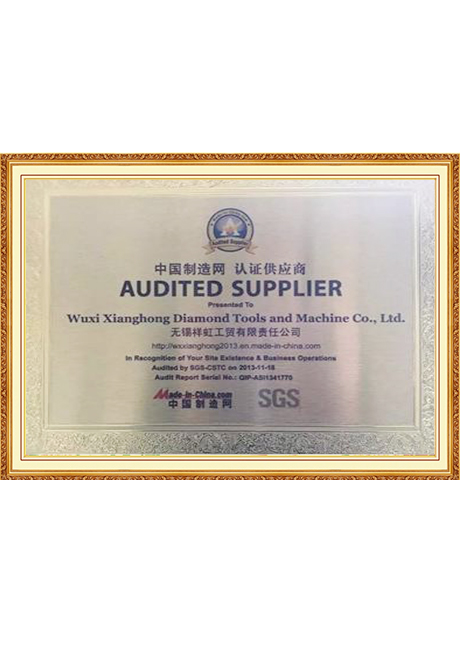 Audited Supplier
中国制造网 认证供应商
AUDITED SUPPLIER
Presented To
Wuxi Xianghong Diamond Tools and Machine Co., Ltd.
无锡祥虹工贸有限责任公司
http://wxxianghong2013.en.made-in-china.com/
In Recognition of Your Site Existence & Business Operations
Audited by SGS-CSTC on 2013-11-18
Audit Report Serial No.: QIP-ASI1341770
Made-in-China.com
中国制造网
SGS